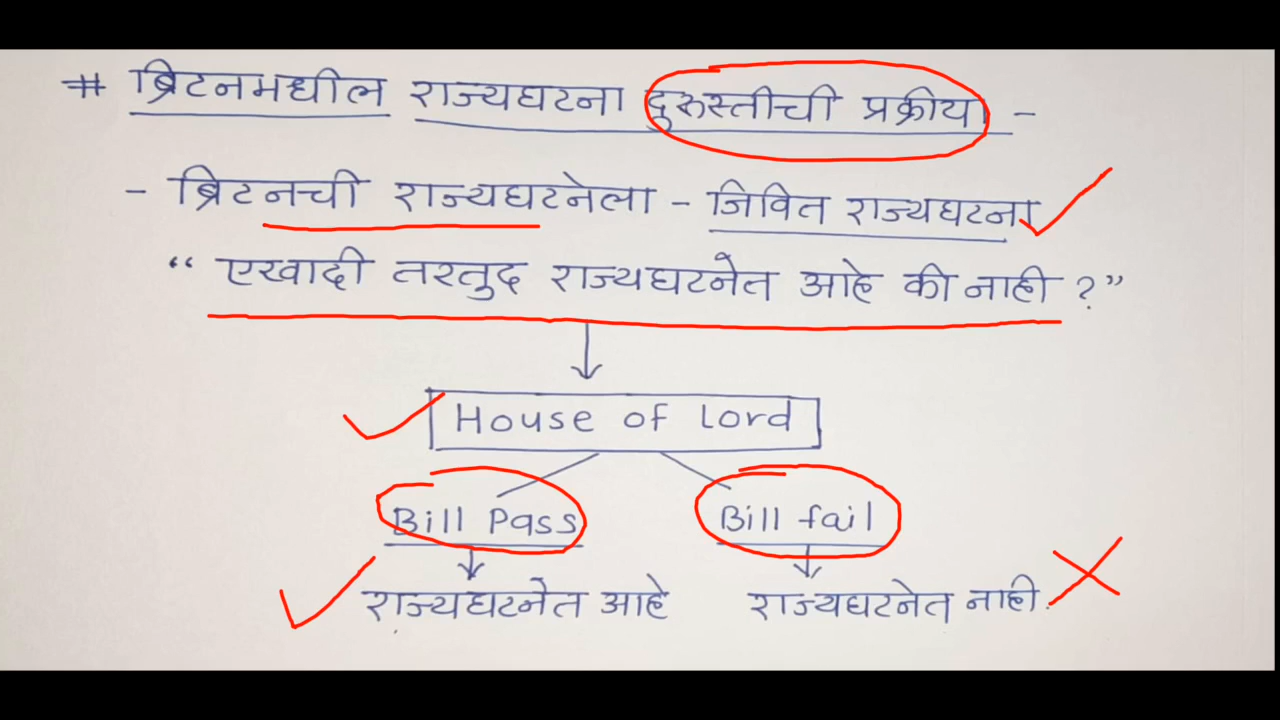 # ब्रिटनमधील राज्यघटना दुरुस्तीची प्रक्रीया -
- ब्रिटनची राज्यघटनेला - जिवित राज्यघटना
“ एखादी तरतुद राज्यघटनेत आहे की नाही ? ”
House of lord
Bill Pass Bill fail
राज्यघटनेत आहे राज्यघटनेत नाही.